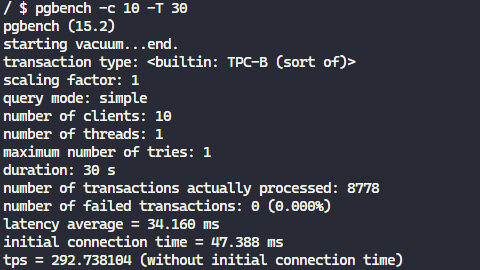 / $ pgbench -c 10 -T 30
pgbench (15.2)
starting vacuum...end.
transaction type: <builtin: TPC-B (sort of)>
scaling factor: 1
query mode: simple
number of clients: 10
number of threads: 1
maximum number of tries: 1
duration: 30 s
number of transactions actually processed: 8778
number of failed transactions: 0 (0.000%)
latency average = 34.160 ms
initial connection time = 47.388 ms
tps = 292.738104 (without initial connection time)